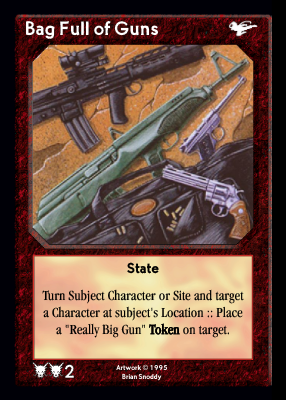 Bag Full of Guns
State
Turn Subject Character or Site and target
a Character at subject's Location :: Place
a "Really Big Gun" Token on target.
2
Artwork © 1995
Brian Snoddy